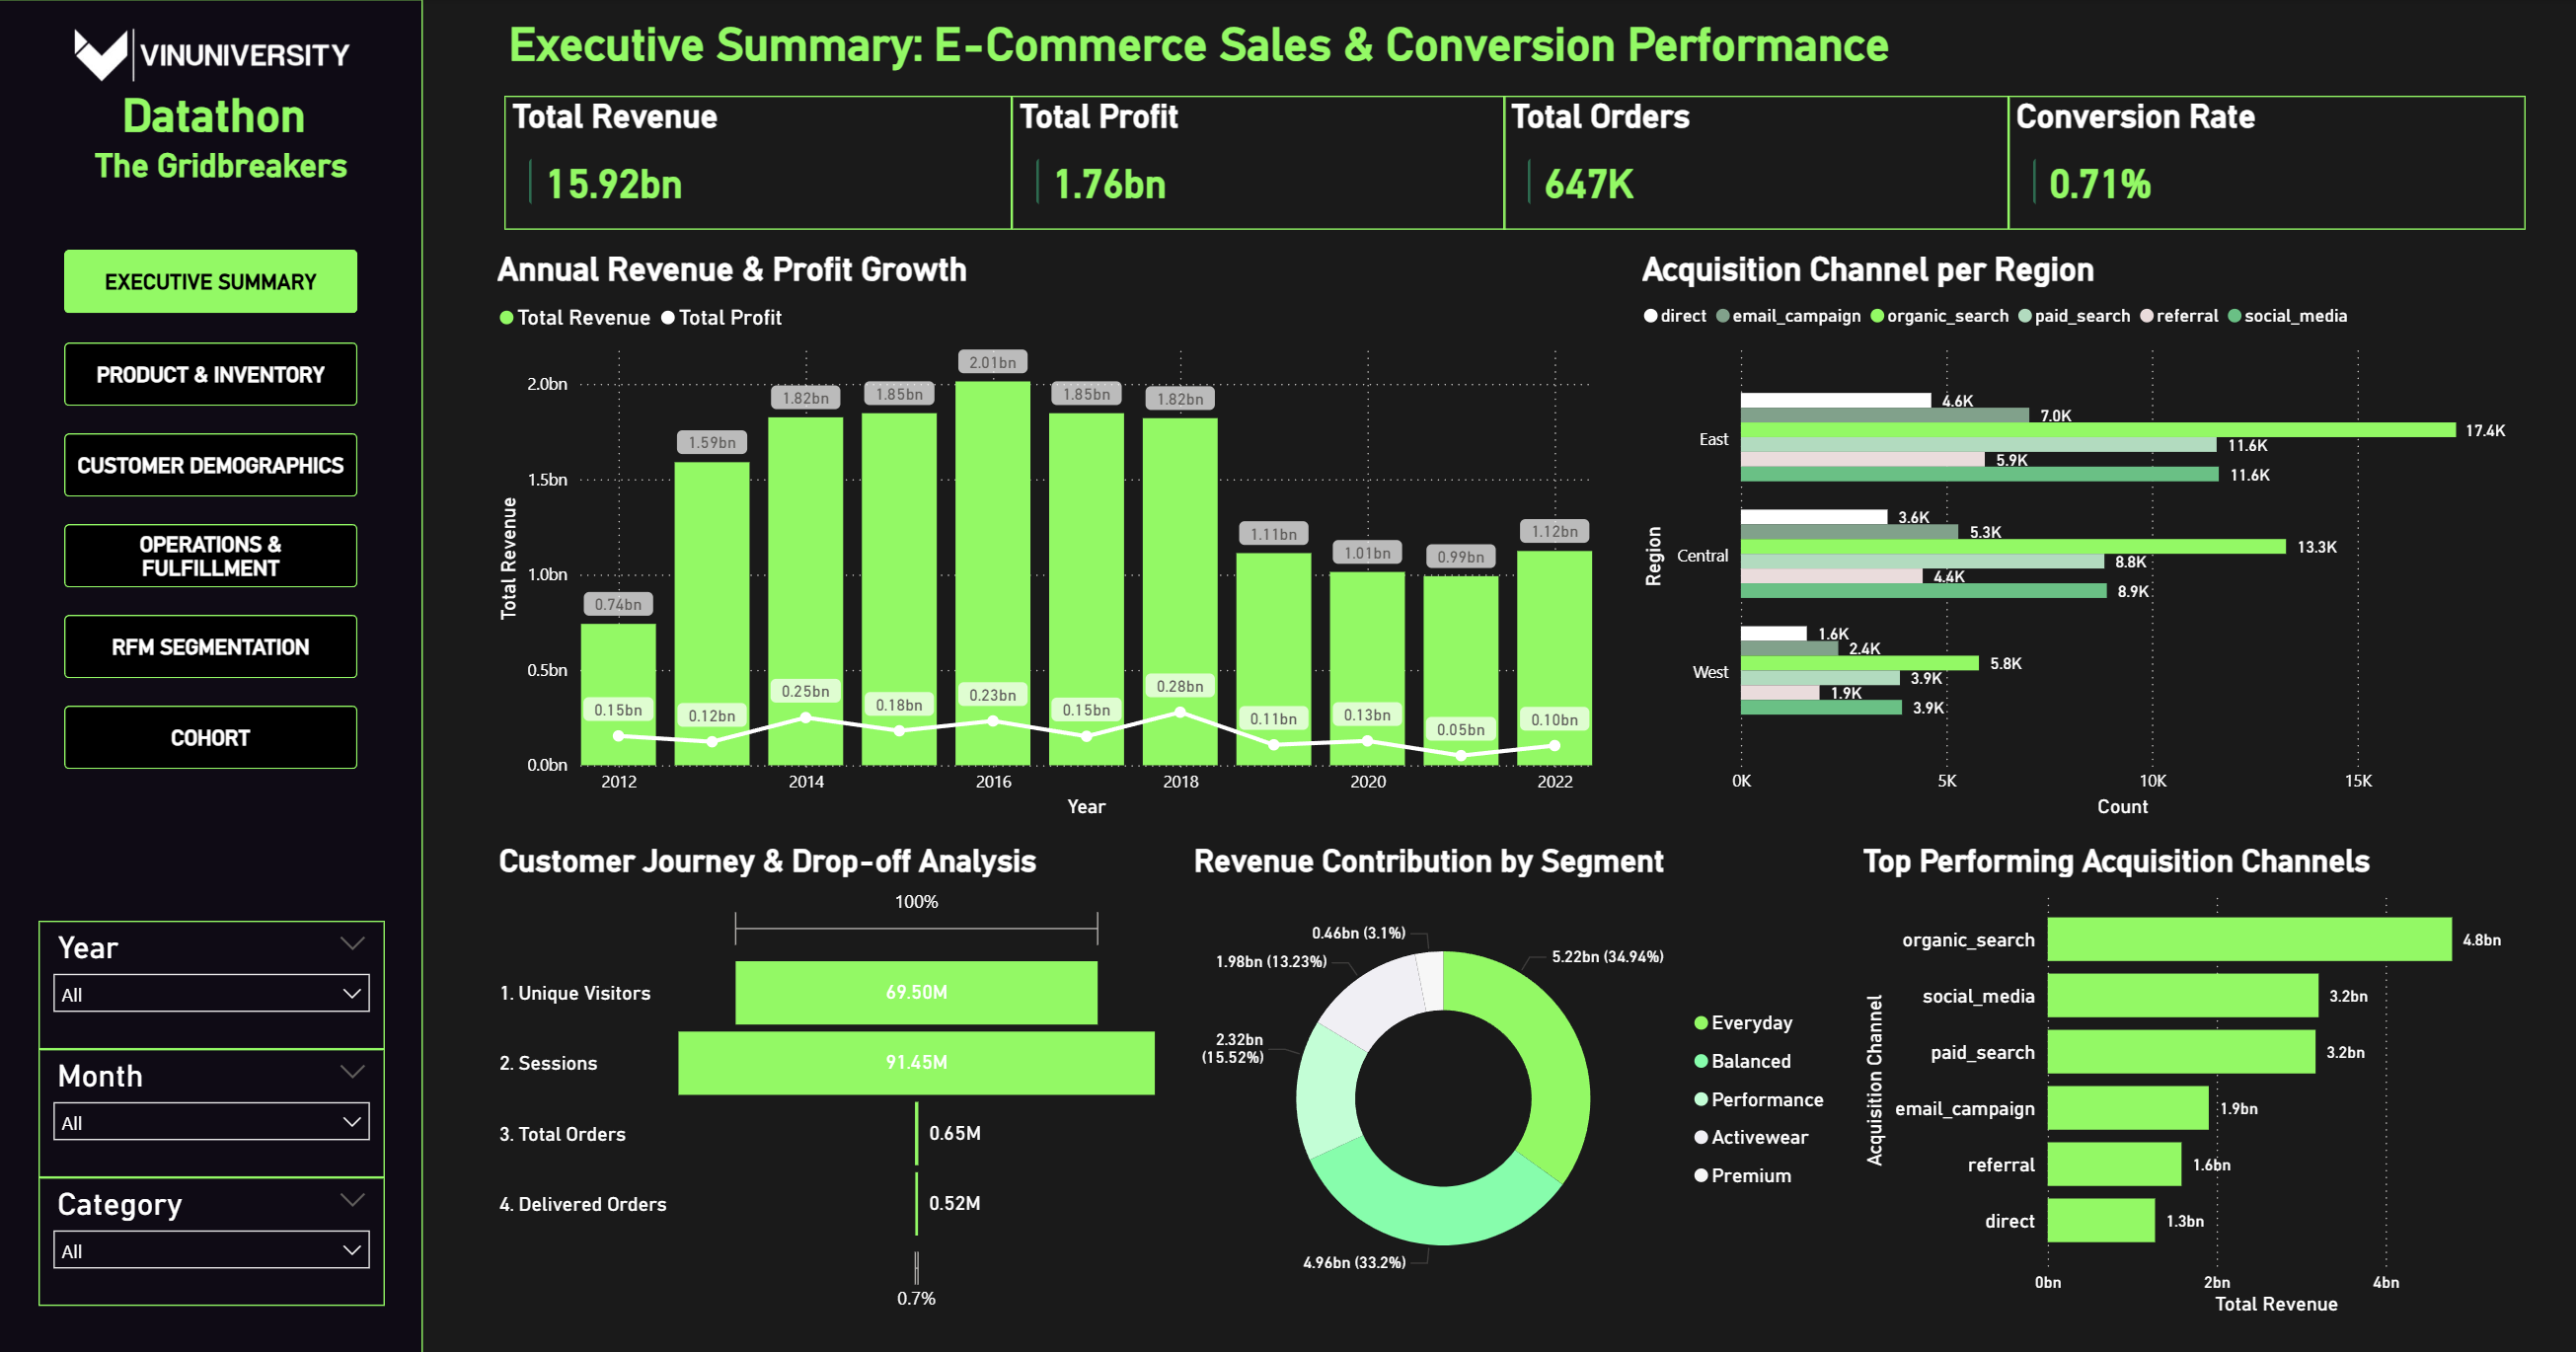 VINUNIVERSITY
Datathon
The Gridbreakers
EXECUTIVE SUMMARY
PRODUCT & INVENTORY
CUSTOMER DEMOGRAPHICS
OPERATIONS &
FULFILLMENT
RFM SEGMENTATION
COHORT
Year
All
Month
All
Category
All
Executive Summary: E-Commerce Sales & Conversion Performance
Total Revenue
15.92bn
Total Profit
1.76bn
Total Orders
647K
Conversion Rate
0.71%
Annual Revenue & Profit Growth
Total Revenue Total Profit
Total Revenue
2.0bn
1.5bn
1.0bn
0.5bn
0.0bn
0.74bn
1.59bn
1.82bn
1.85bn
2.01bn
1.85bn
1.82bn
1.11bn
1.01bn
0.99bn
1.12bn
0.15bn
0.12bn
0.25bn
0.18bn
0.23bn
0.15bn
0.28bn
0.11bn
0.13bn
0.05bn
0.10bn
2012 2014 2016 2018 2020 2022
Year
Acquisition Channel per Region
direct email_campaign organic_search paid_search referral social_media
Region
East
4.6K
7.0K
17.4K
11.6K
5.9K
11.6K
Central
3.6K
5.3K
13.3K
8.8K
4.4K
8.9K
West
1.6K
2.4K
5.8K
3.9K
1.9K
3.9K
0K 5K 10K 15K
Count
Customer Journey & Drop-off Analysis
100%
1. Unique Visitors 69.50M
2. Sessions 91.45M
3. Total Orders 0.65M
4. Delivered Orders 0.52M
0.7%
Revenue Contribution by Segment
0.46bn (3.1%)
5.22bn (34.94%)
1.98bn (13.23%)
2.32bn
(15.52%)
4.96bn (33.2%)
Everyday
Balanced
Performance
Activewear
Premium
Top Performing Acquisition Channels
Acquisition Channel
organic_search 4.8bn
social_media 3.2bn
paid_search 3.2bn
email_campaign 1.9bn
referral 1.6bn
direct 1.3bn
0bn 2bn 4bn
Total Revenue